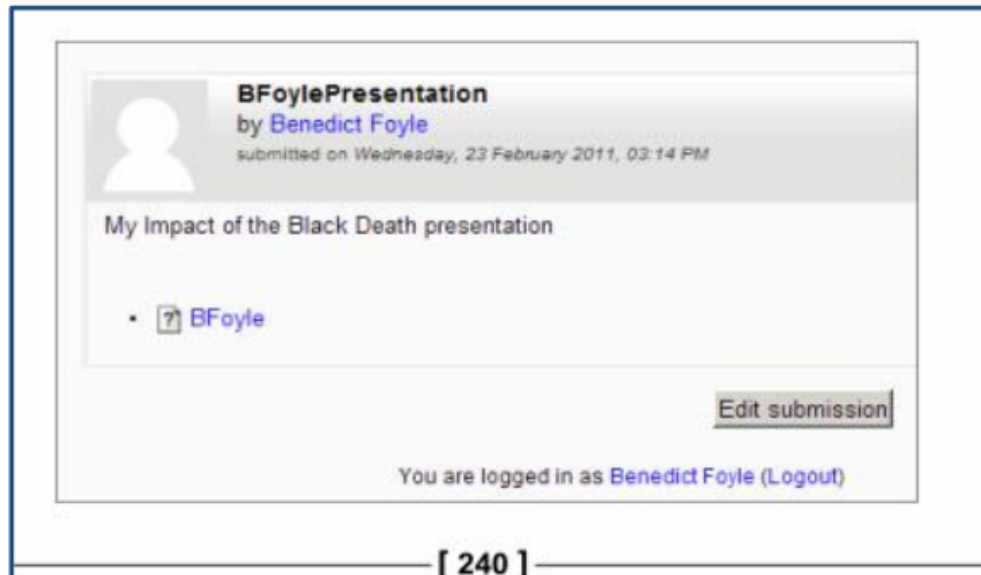 BFoylePresentation
by Benedict Foyle
submitted on Wednesday, 23 February 2011, 03:14 PM
My Impact of the Black Death presentation
• BFoyle
Edit submission
You are logged in as Benedict Foyle (Logout)
[ 240 ]